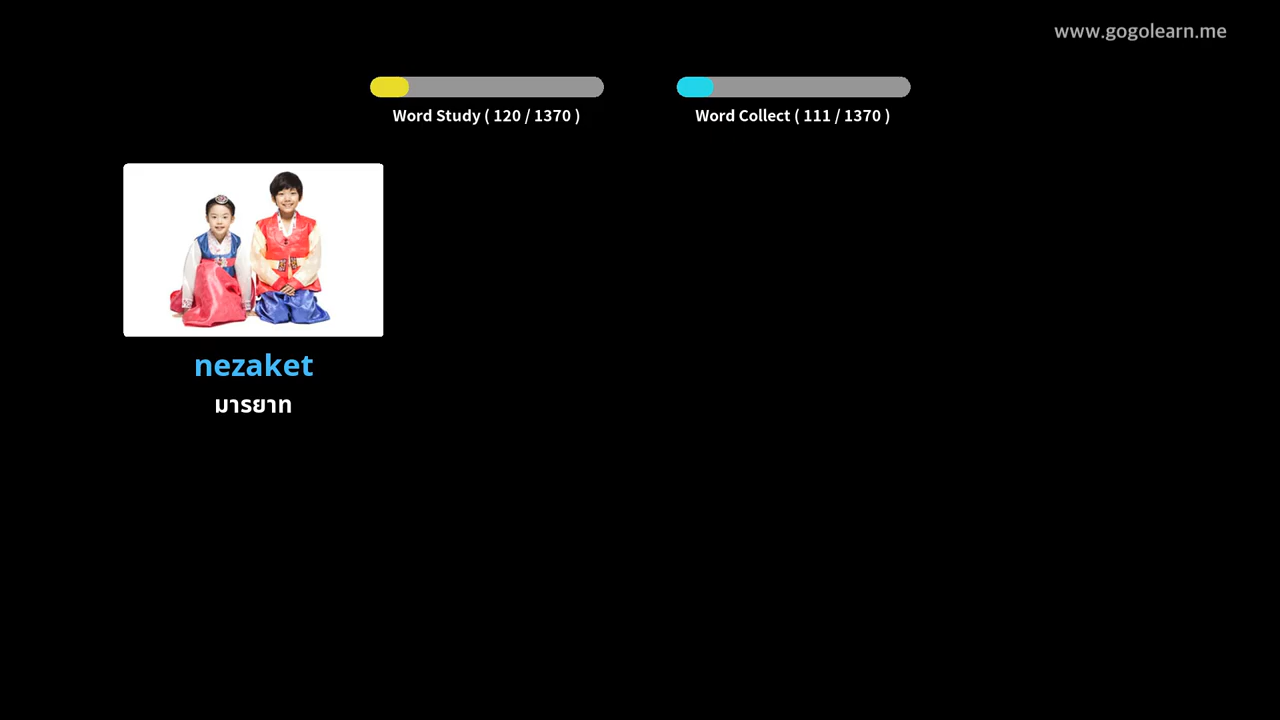 www.gogolearn.me
Word Study ( 120 / 1370 )
Word Collect ( 111 / 1370 )
nezaket
มารยาท